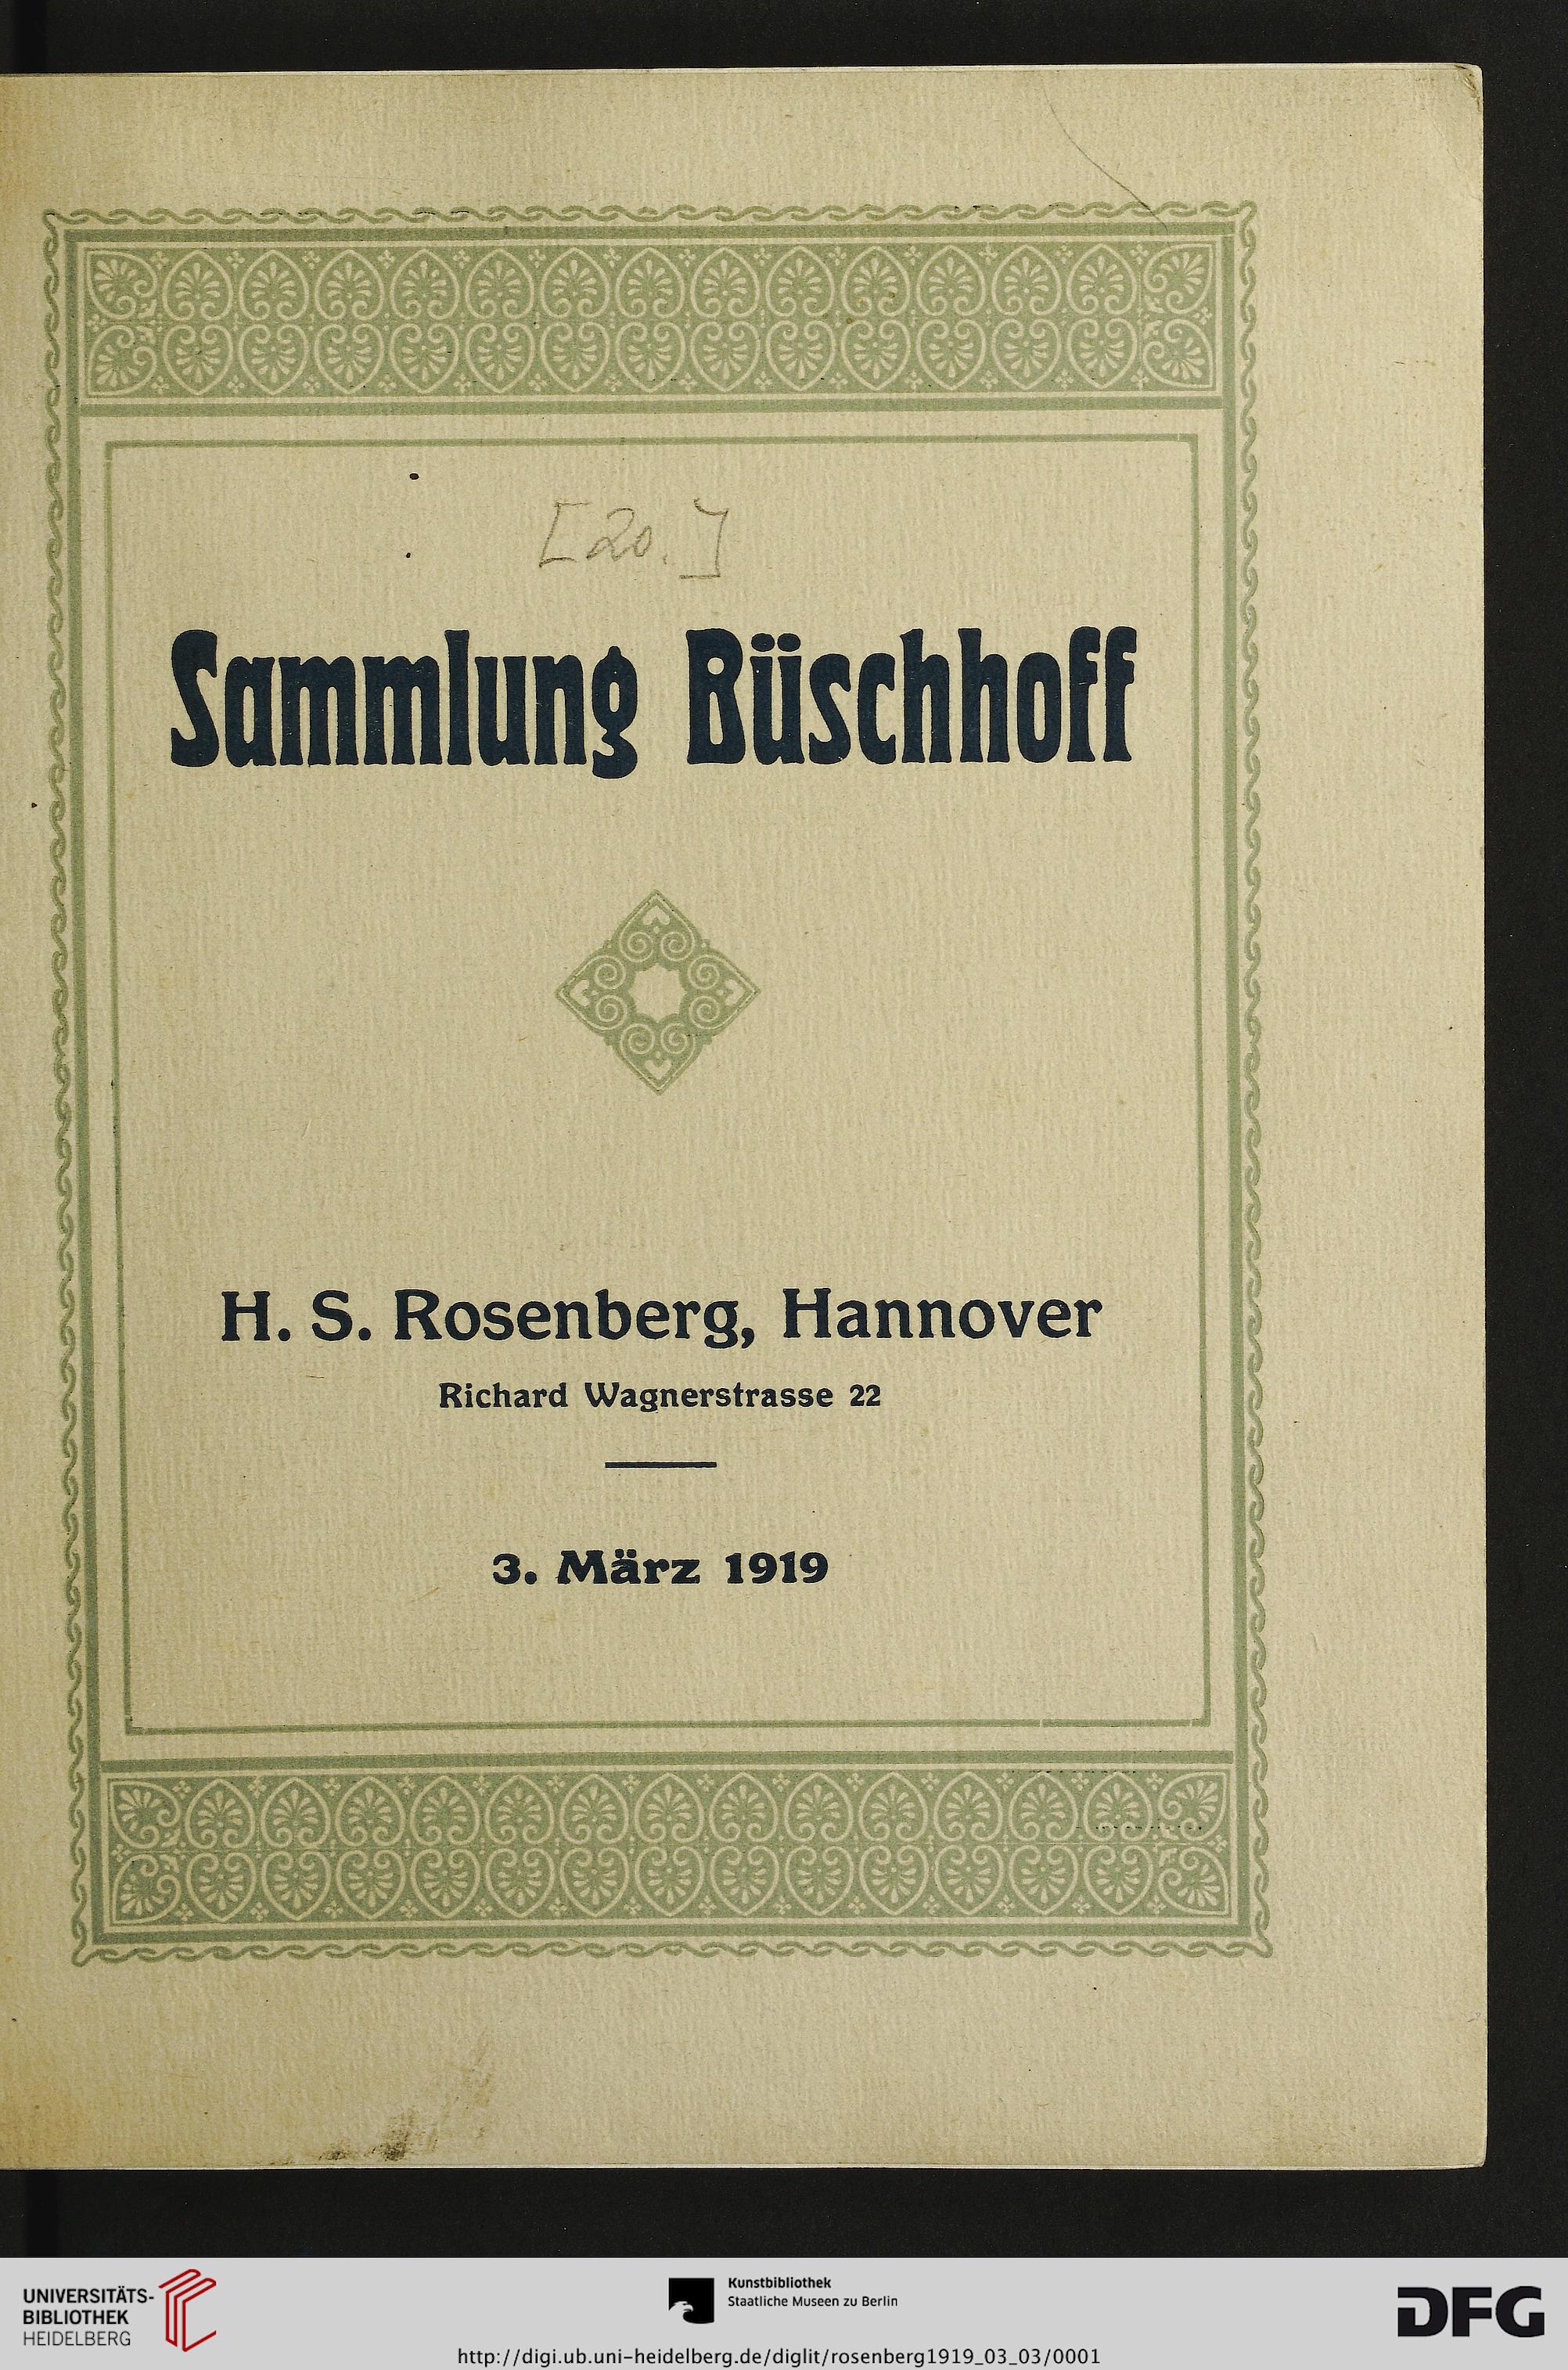 [20.]
Sammlung Büschhoff
H. S. Rosenberg, Hannover
Richard Wagnerstrasse 22
3. März 1919
UNIVERSITÄTS-
BIBLIOTHEK
HEIDELBERG
Kunstbibliothek
Staatliche Museen zu Berlin
DFG
http://digi.ub.uni-heidelberg.de/diglit/rosenberg1919_03_03/0001